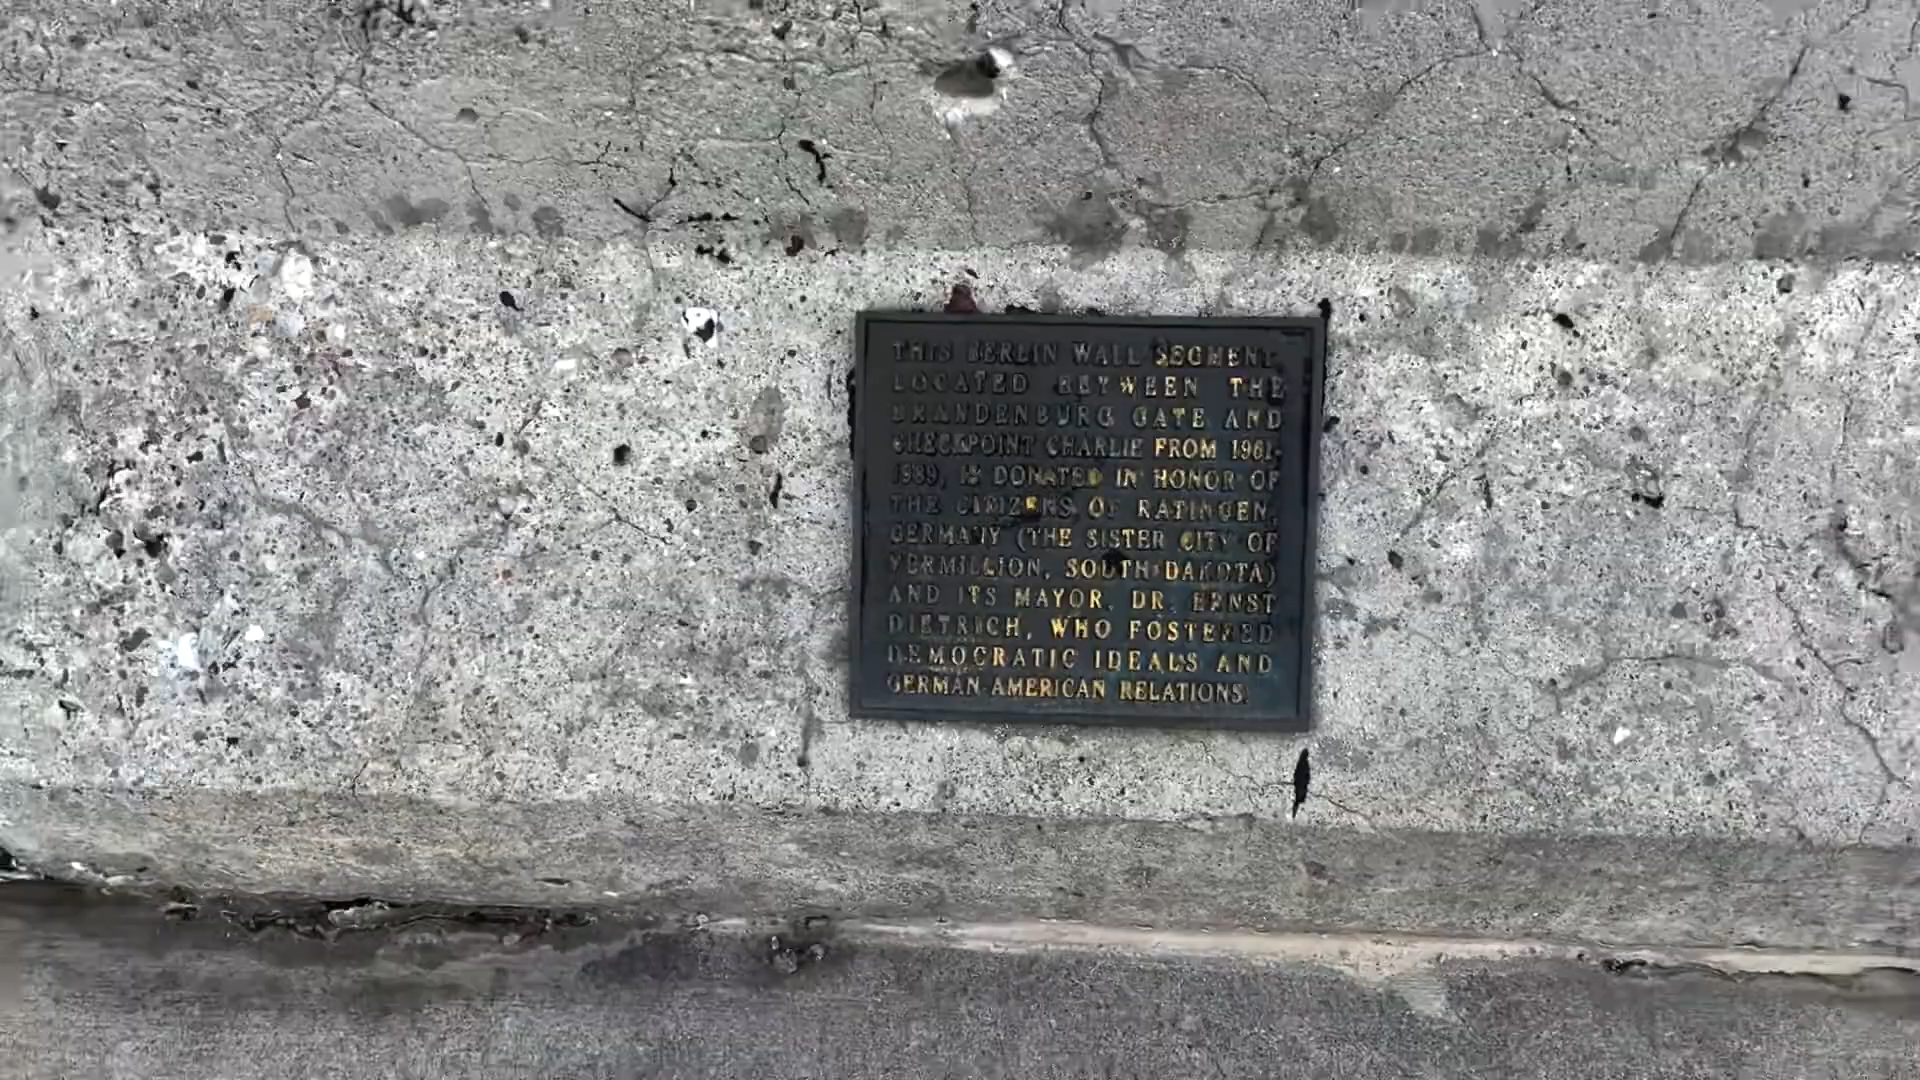 THIS BERLIN WALL SEGMENT,
LOCATED BETWEEN THE
BRANDENBURG GATE AND
CHECKPOINT CHARLIE FROM 1961-
1989, IS DONATED IN HONOR OF
THE CITIZENS OF RATINGEN,
GERMANY (THE SISTER CITY OF
VERMILLION, SOUTH DAKOTA)
AND ITS MAYOR, DR. ERNST
DIETRICH, WHO FOSTERED
DEMOCRATIC IDEALS AND
GERMAN-AMERICAN RELATIONS.